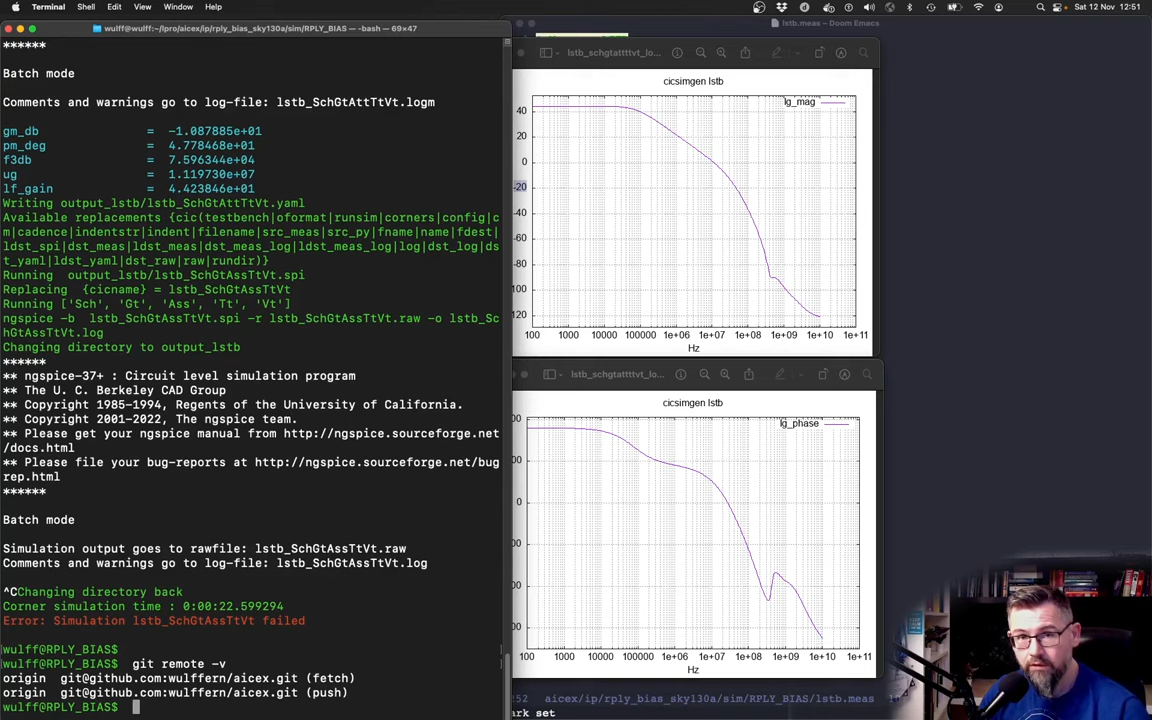 Terminal Shell Edit View Window Help
Sat 12 Nov 12:51
wulff@wulff:~/pro/aicex/ip/rply_bias_sky130a/sim/RPLY_BIAS — -bash — 69×47
******
Batch mode
Comments and warnings go to log-file: lstb_SchGtAttTtVt.logm
gm_db = -1.087885e+01
pm_deg = 4.778468e+01
f3db = 7.596344e+04
ug = 1.119730e+07
lf_gain = 4.423846e+01
Writing output_lstb/lstb_SchGtAttTtVt.yaml
Available replacements {cic(testbench|oformat|runsim|corners|config|c
m|cadence|indentstr|indent|filename|src_meas|src_py|fname|name|fdest|
ldst_spi|dst_meas|dst_meas_log|ldst_meas_log|log|dst_log|ds
t_yaml|ldst_yaml|dst_raw|raw|rundir)}
Running output_lstb/lstb_SchGtAssTtVt.spi
Replacing {cicname} = lstb_SchGtAssTtVt
Running ['Sch', 'Gt', 'Ass', 'Tt', 'Vt']
ngspice -b lstb_SchGtAssTtVt.spi -r lstb_SchGtAssTtVt.raw -o lstb_Sc
hGtAssTtVt.log
Changing directory to output_lstb
******
** ngspice-37+ : Circuit level simulation program
** The U. C. Berkeley CAD Group
** Copyright 1985-1994, Regents of the University of California.
** Copyright 2001-2022, The ngspice team.
** Please get your ngspice manual from http://ngspice.sourceforge.net
/docs.html
** Please file your bug-reports at http://ngspice.sourceforge.net/bug
rep.html
******
Batch mode
Simulation output goes to rawfile: lstb_SchGtAssTtVt.raw
Comments and warnings go to log-file: lstb_SchGtAssTtVt.log
^CChanging directory back
Corner simulation time : 0:00:22.599294
Error: Simulation lstb_SchGtAssTtVt failed
wulff@RPLY_BIAS$
wulff@RPLY_BIAS$ git remote -v
origin git@github.com:wulffern/aicex.git (fetch)
origin git@github.com:wulffern/aicex.git (push)
wulff@RPLY_BIAS$
lstb.meas – Doom Emacs
lstb_schgtattttvt_lo...
cicsimgen lstb
lg_mag
40
20
0
-20
-40
-60
-80
100
120
100 1000 10000 100000 1e+06 1e+07 1e+08 1e+09 1e+10 1e+11
Hz
lstb_schgtattttvt_lo...
cicsimgen lstb
lg_phase
00
00
0
00
00
00
100 1000 10000 100000 1e+06 1e+07 1e+08 1e+09 1e+10 1e+11
Hz
252 aicex/ip/rply_bias_sky130a/sim/RPLY_BIAS/lstb.meas
ark set